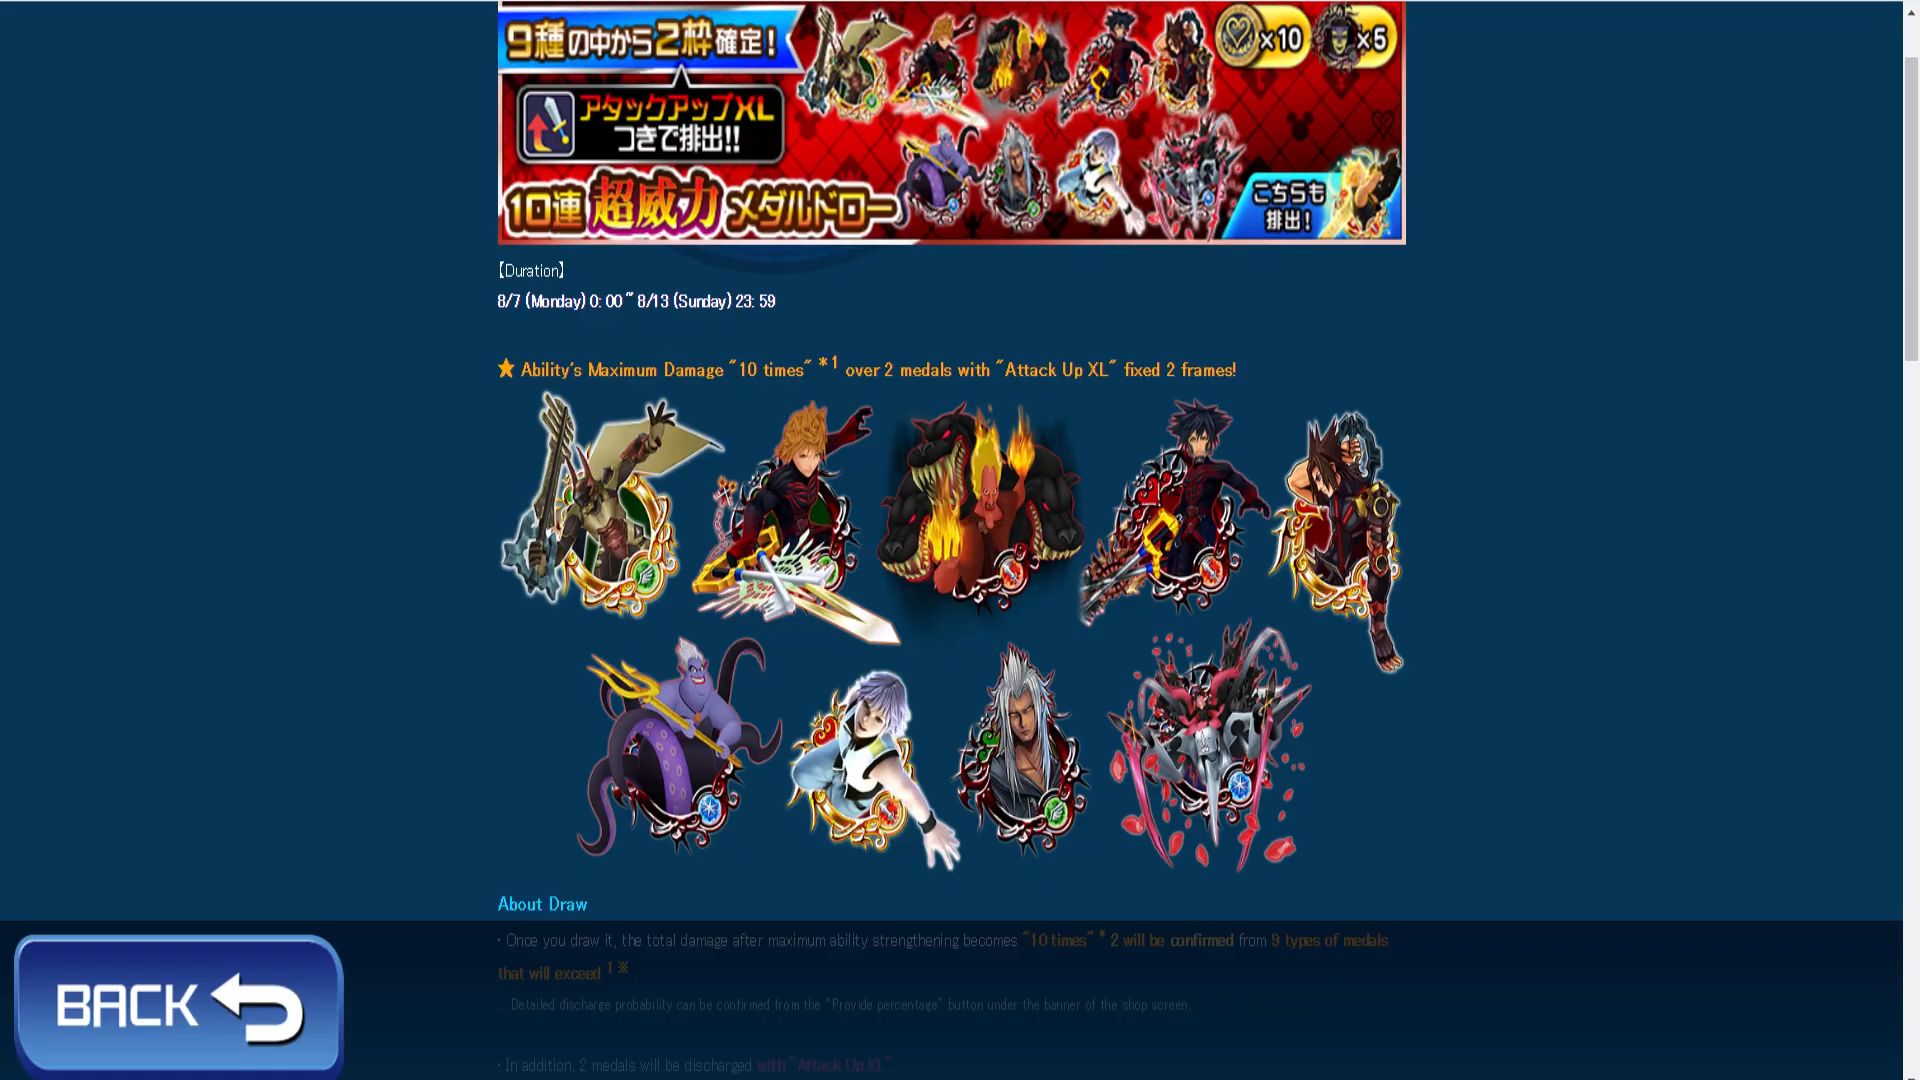 9種の中から2枠確定！
×10
×5
アタックアップXL
つきで排出!!
10連超威力メダルドロー
こちらも
排出！
【Duration】
8/7 (Monday) 0: 00 ~ 8/13 (Sunday) 23: 59
★ Ability's Maximum Damage "10 times" *1 over 2 medals with "Attack Up XL" fixed 2 frames!
About Draw
· Once you draw it, the total damage after maximum ability strengthening becomes "10 times" * 2 will be confirmed from 9 types of medals
that will exceed 1 ※ .
... Detailed discharge probability can be confirmed from the "Provide percentage" button under the banner of the shop screen.
· In addition, 2 medals will be discharged with "Attack Up XL" .
BACK